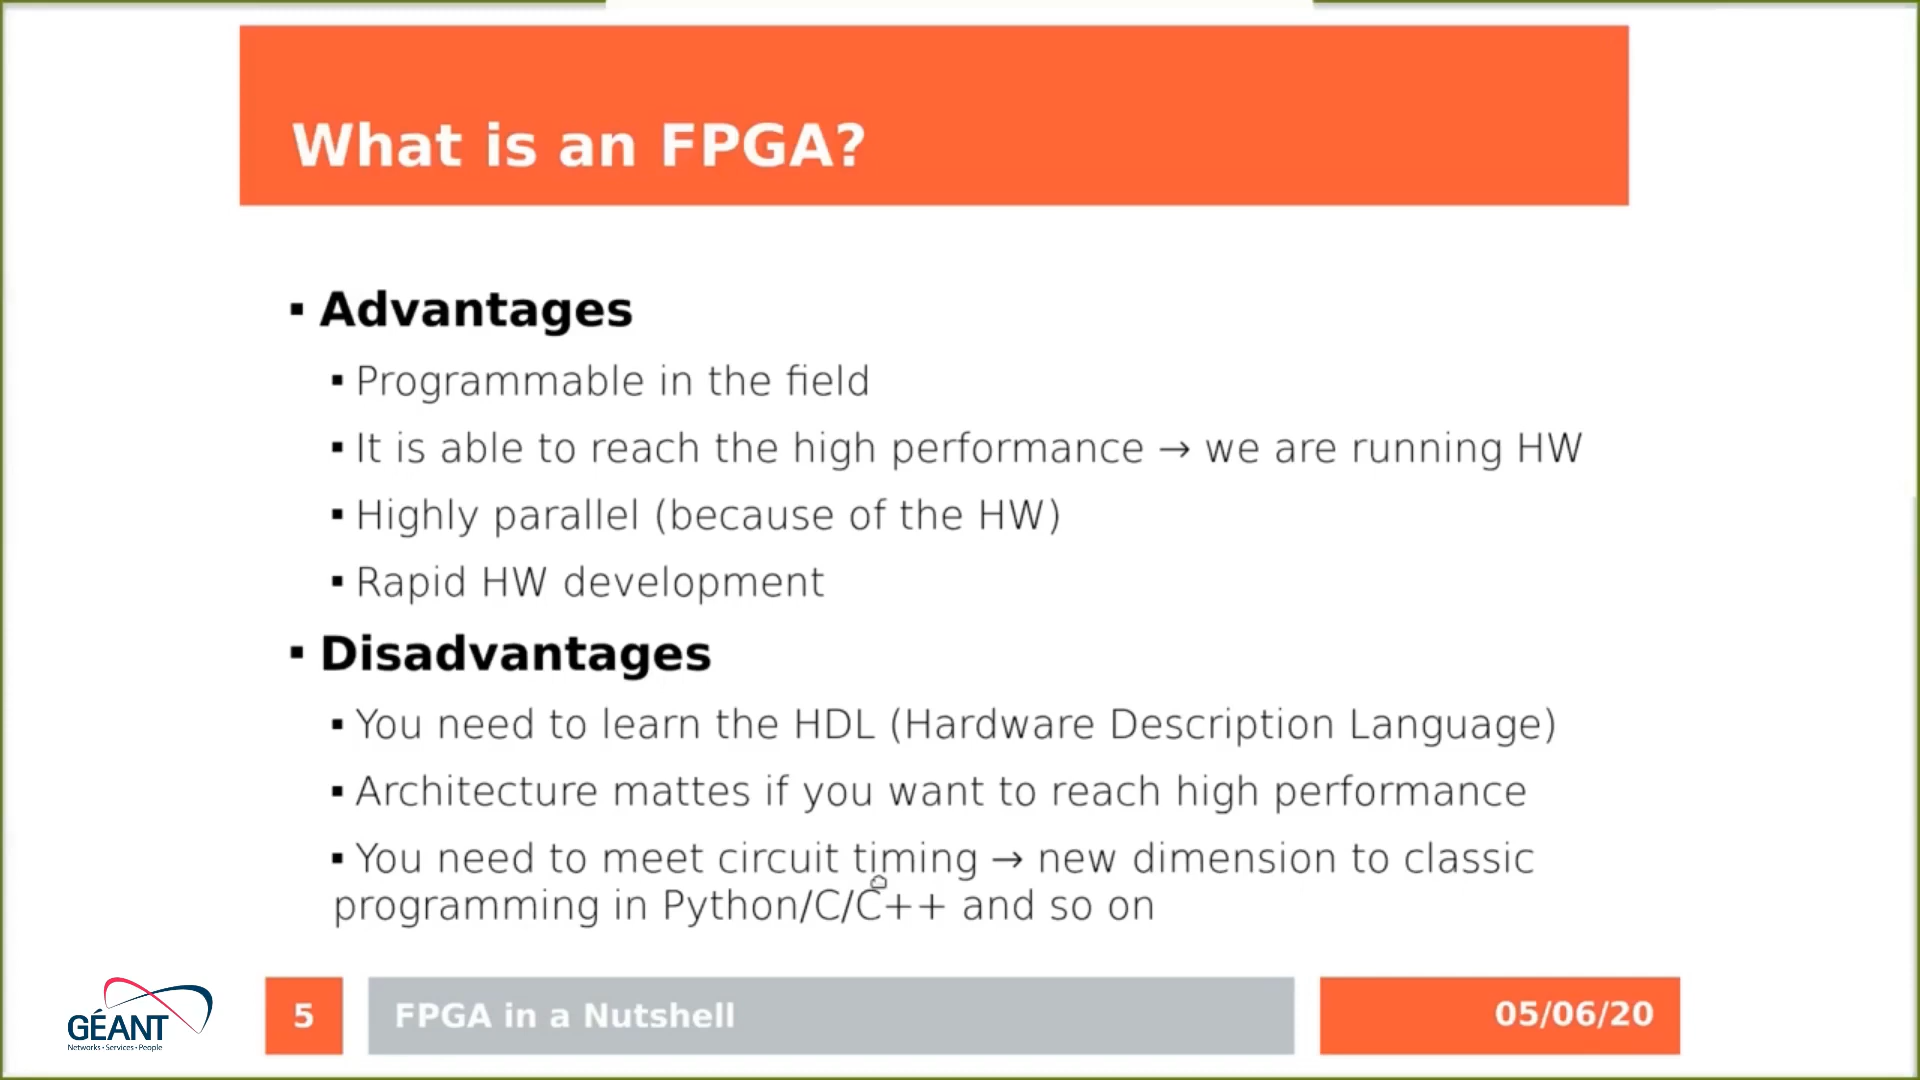 What is an FPGA?
▪ Advantages
▪ Programmable in the field
▪ It is able to reach the high performance → we are running HW
▪ Highly parallel (because of the HW)
▪ Rapid HW development
▪ Disadvantages
▪ You need to learn the HDL (Hardware Description Language)
▪ Architecture mattes if you want to reach high performance
▪ You need to meet circuit timing → new dimension to classic
programming in Python/C/C++ and so on
GÉANT
Networks · Services · People
5
FPGA in a Nutshell
05/06/20